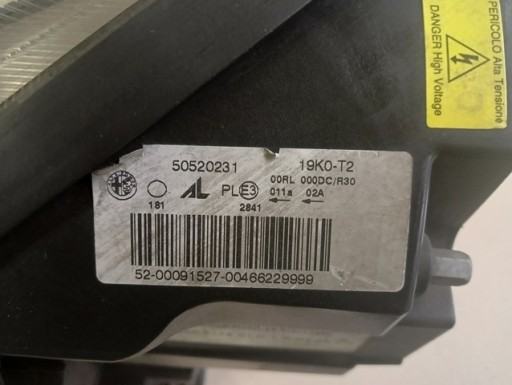 PERICOLO Alta Tensione
DANGER High Voltage
50520231 19K0-T2
00RL 000DC/R30
181 AL PL E3 011a 02A
2841
52-00091527-00466229999